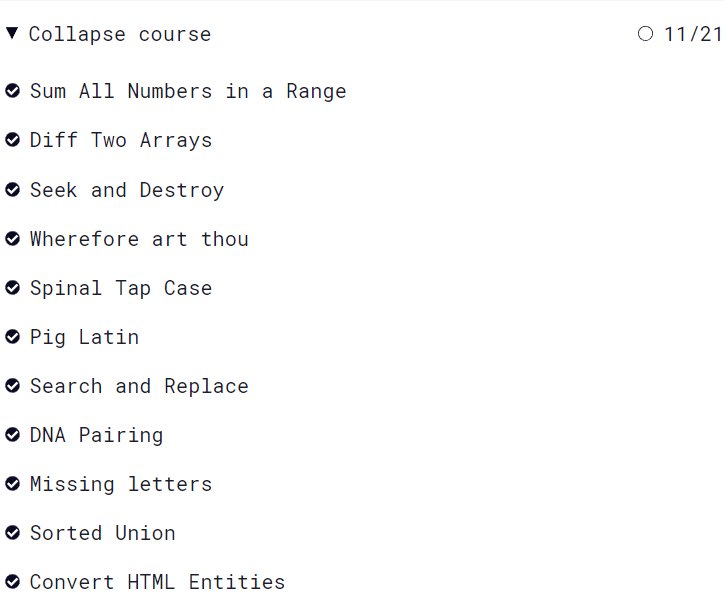 ▼ Collapse course 11/21
Sum All Numbers in a Range
Diff Two Arrays
Seek and Destroy
Wherefore art thou
Spinal Tap Case
Pig Latin
Search and Replace
DNA Pairing
Missing letters
Sorted Union
Convert HTML Entities